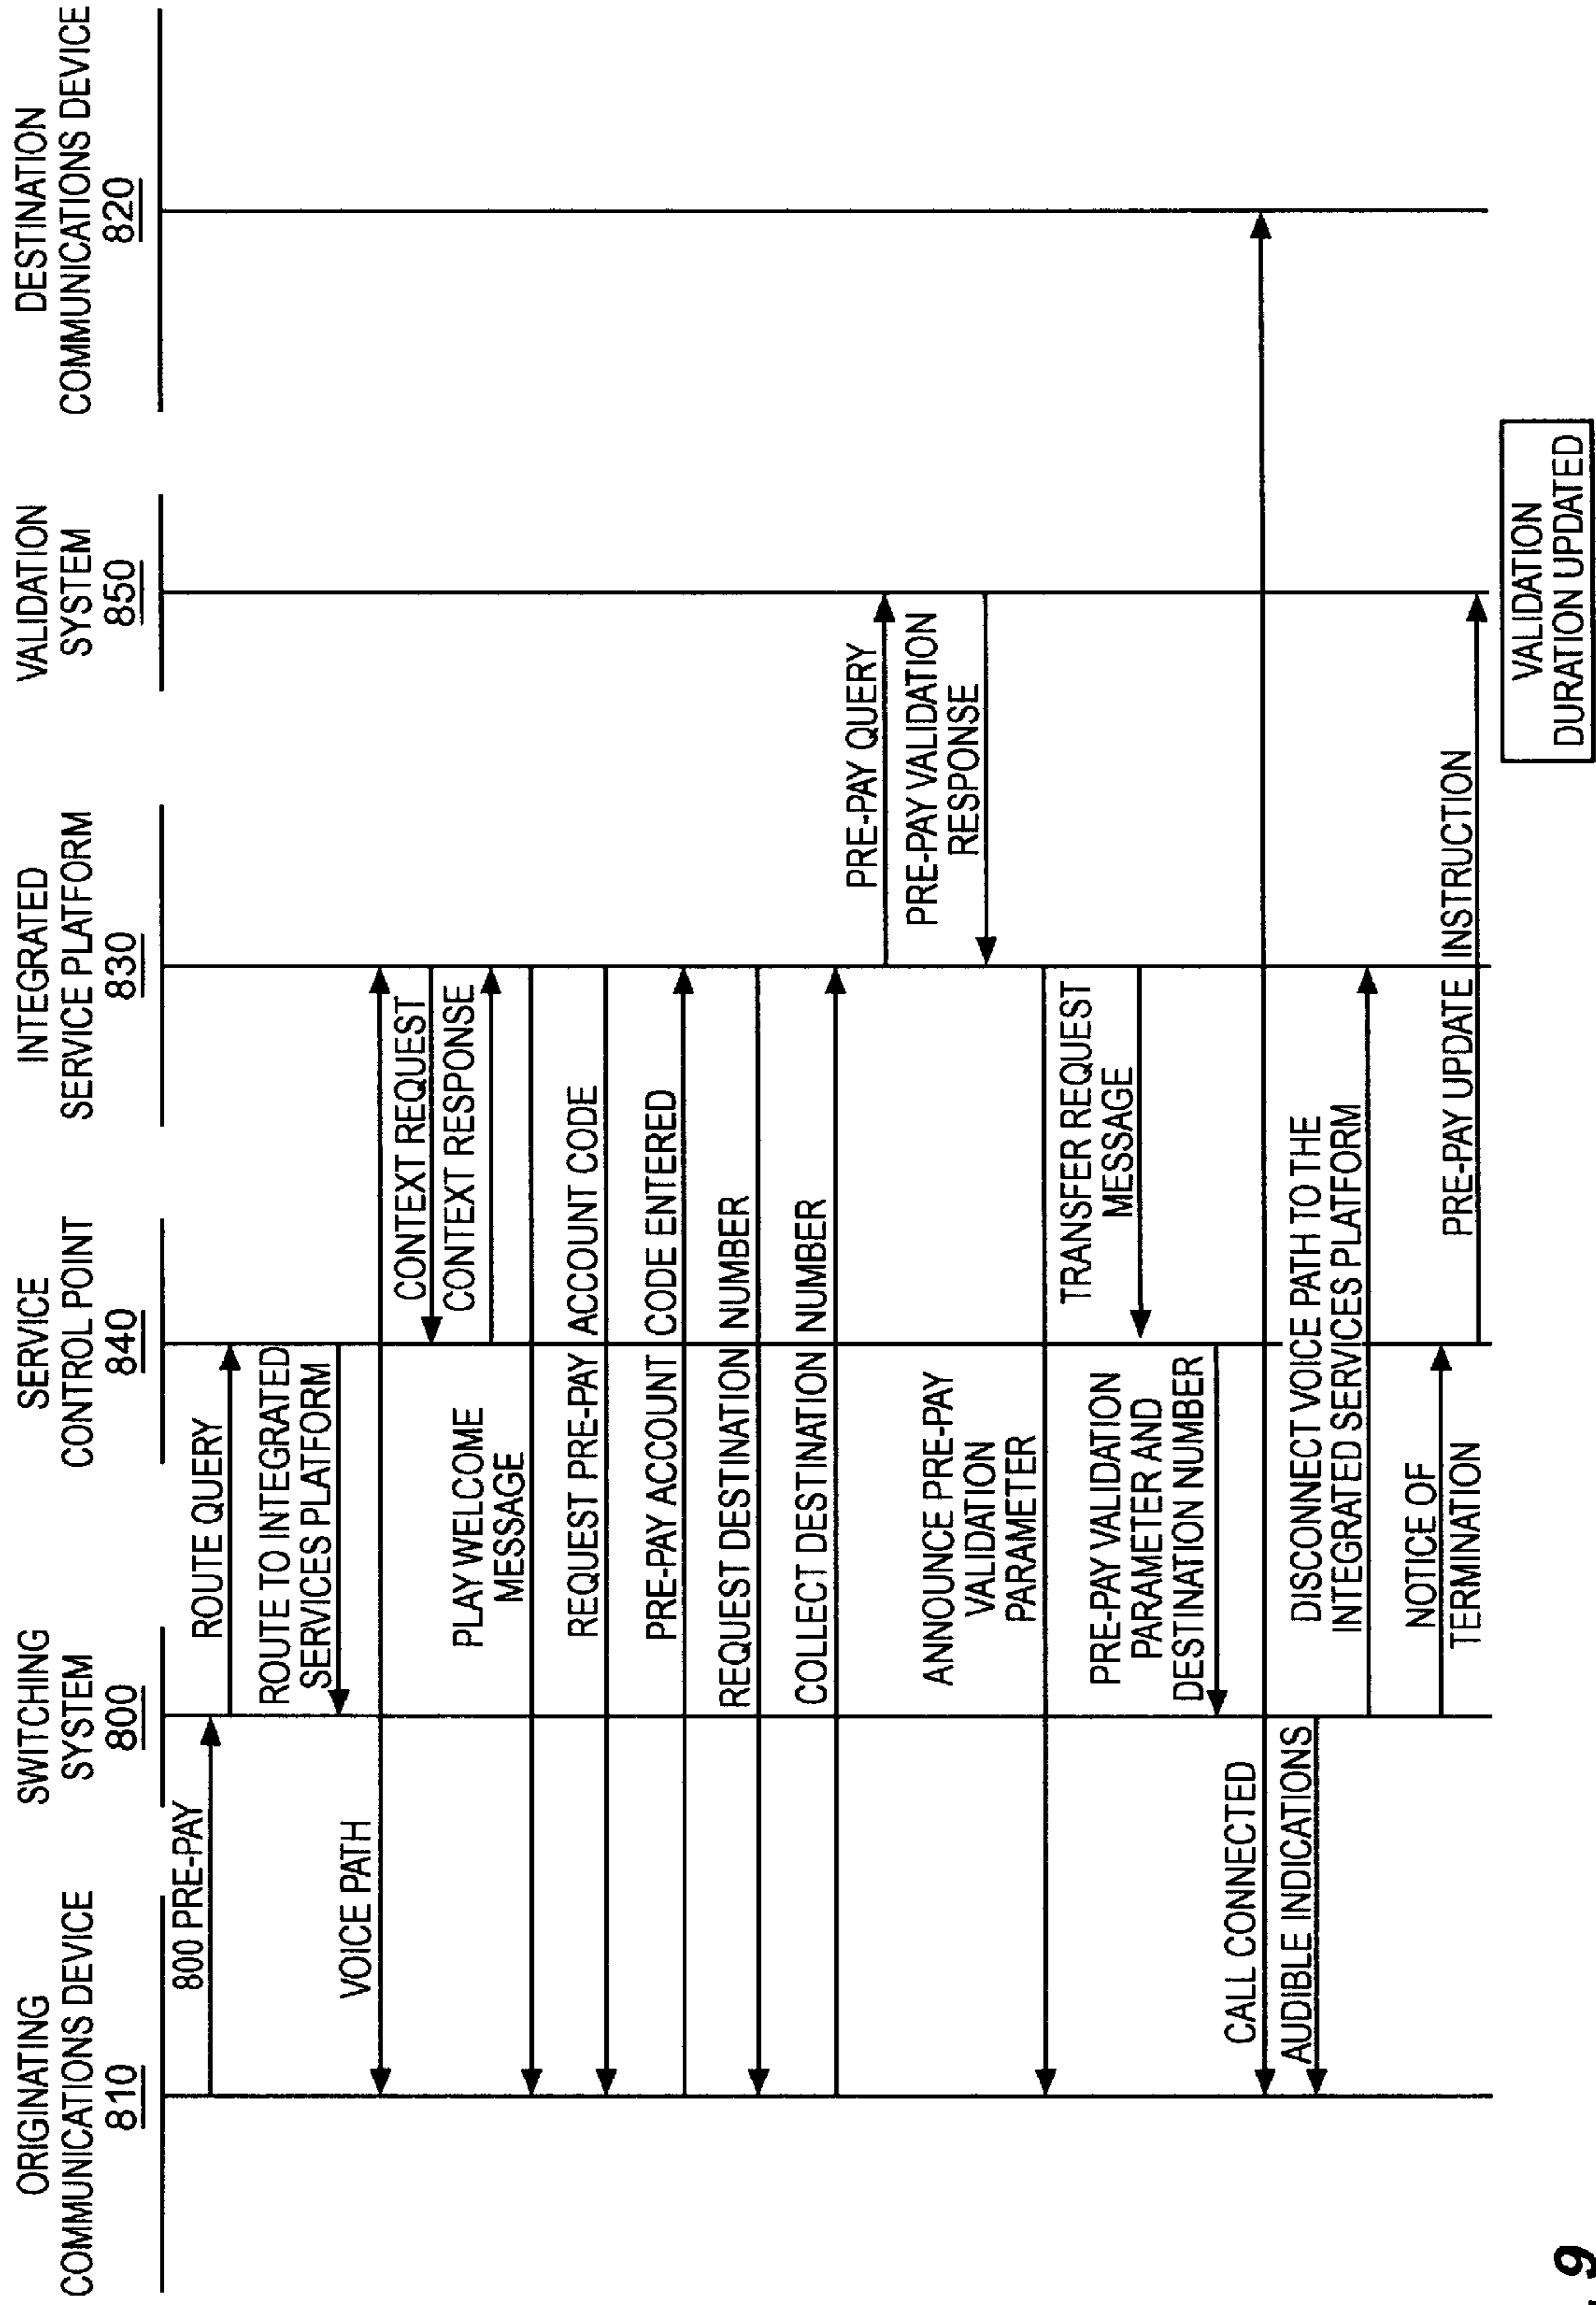 ORIGINATING
COMMUNICATIONS DEVICE
810
SWITCHING
SYSTEM
800
SERVICE
CONTROL POINT
840
INTEGRATED
SERVICE PLATFORM
830
VALIDATION
SYSTEM
850
DESTINATION
COMMUNICATIONS DEVICE
820
800 PRE-PAY
ROUTE QUERY
ROUTE TO INTEGRATED
SERVICES PLATFORM
VOICE PATH
CONTEXT REQUEST
CONTEXT RESPONSE
PLAY WELCOME
MESSAGE
REQUEST PRE-PAY ACCOUNT CODE
PRE-PAY ACCOUNT CODE ENTERED
REQUEST DESTINATION NUMBER
COLLECT DESTINATION NUMBER
PRE-PAY QUERY
PRE-PAY VALIDATION
RESPONSE
ANNOUNCE PRE-PAY
VALIDATION
PARAMETER
TRANSFER REQUEST
MESSAGE
PRE-PAY VALIDATION
PARAMETER AND
DESTINATION NUMBER
CALL CONNECTED
AUDIBLE INDICATIONS
DISCONNECT VOICE PATH TO THE
INTEGRATED SERVICES PLATFORM
NOTICE OF
TERMINATION
PRE-PAY UPDATE INSTRUCTION
VALIDATION
DURATION UPDATED
. 9